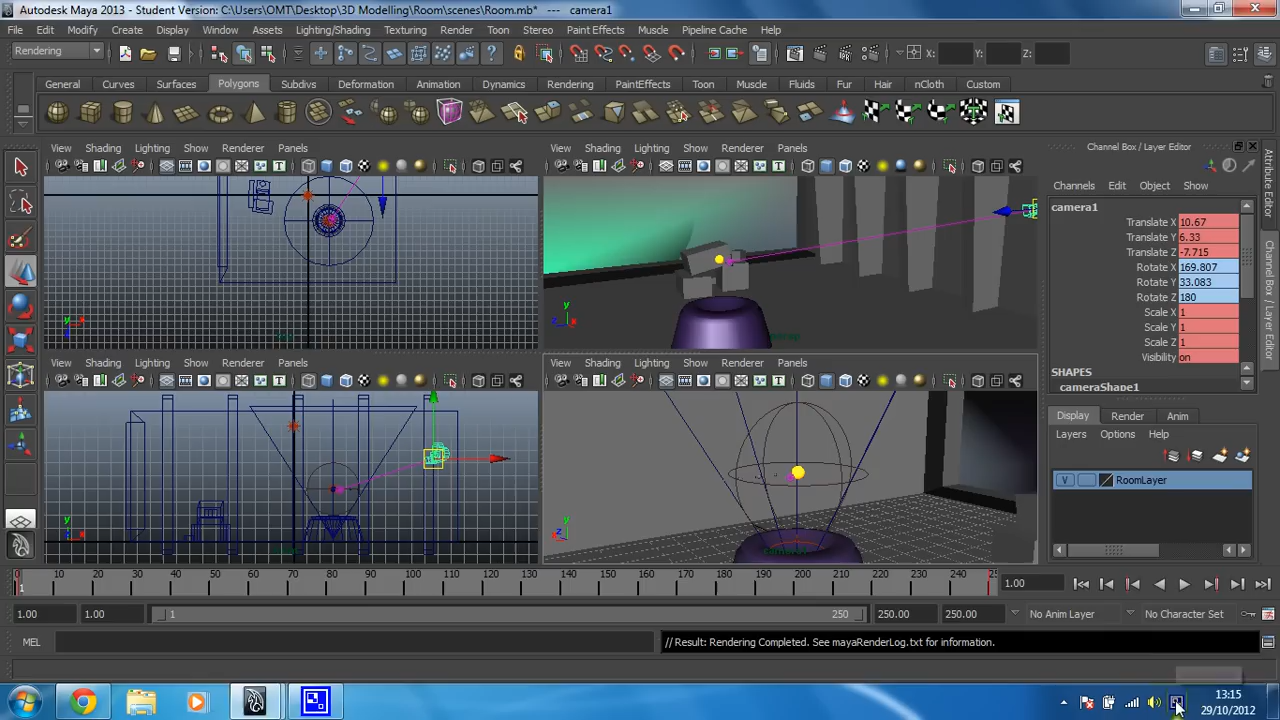 Autodesk Maya 2013 - Student Version: C:\Users\OMT\Desktop\3D Modelling\Room\scenes\Room.mb* --- camera1
File Edit Modify Create Display Window Assets Lighting/Shading Texturing Render Toon Stereo Paint Effects Muscle Pipeline Cache Help
Rendering X: Y: Z:
General Curves Surfaces Polygons Subdivs Deformation Animation Dynamics Rendering PaintEffects Toon Muscle Fluids Fur Hair nCloth Custom
View Shading Lighting Show Renderer Panels
View Shading Lighting Show Renderer Panels
Channel Box / Layer Editor
Channels Edit Object Show
camera1
Translate X 10.67
Translate Y 6.33
Translate Z -7.715
Rotate X 169.807
Rotate Y 33.083
Rotate Z 180
Scale X 1
Scale Y 1
Scale Z 1
Visibility on
SHAPES
cameraShape1
Attribute Editor
Channel Box / Layer Editor
View Shading Lighting Show Renderer Panels
View Shading Lighting Show Renderer Panels
Display Render Anim
Layers Options Help
V RoomLayer
0 10 20 30 40 50 60 70 80 90 100 110 120 130 140 150 160 170 180 190 200 210 220 230 240
1 1.00
1.00 1.00 1 250 250.00 250.00 No Anim Layer No Character Set
MEL // Result: Rendering Completed. See mayaRenderLog.txt for information.
13:15
29/10/2012